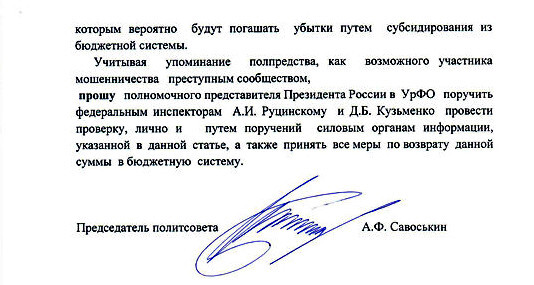 которым вероятно будут погашать убытки путем субсидирования из
бюджетной системы.
Учитывая упоминание полпредства, как возможного участника
мошенничества преступным сообществом,
прошу полномочного представителя Президента России в УрФО поручить
федеральным инспекторам А.И. Руцинскому и Д.Б. Кузьменко провести
проверку, лично и путем поручений силовым органам информации,
указанной в данной статье, а также принять все меры по возврату данной
суммы в бюджетную систему.
Председатель политсовета А.Ф. Савоськин